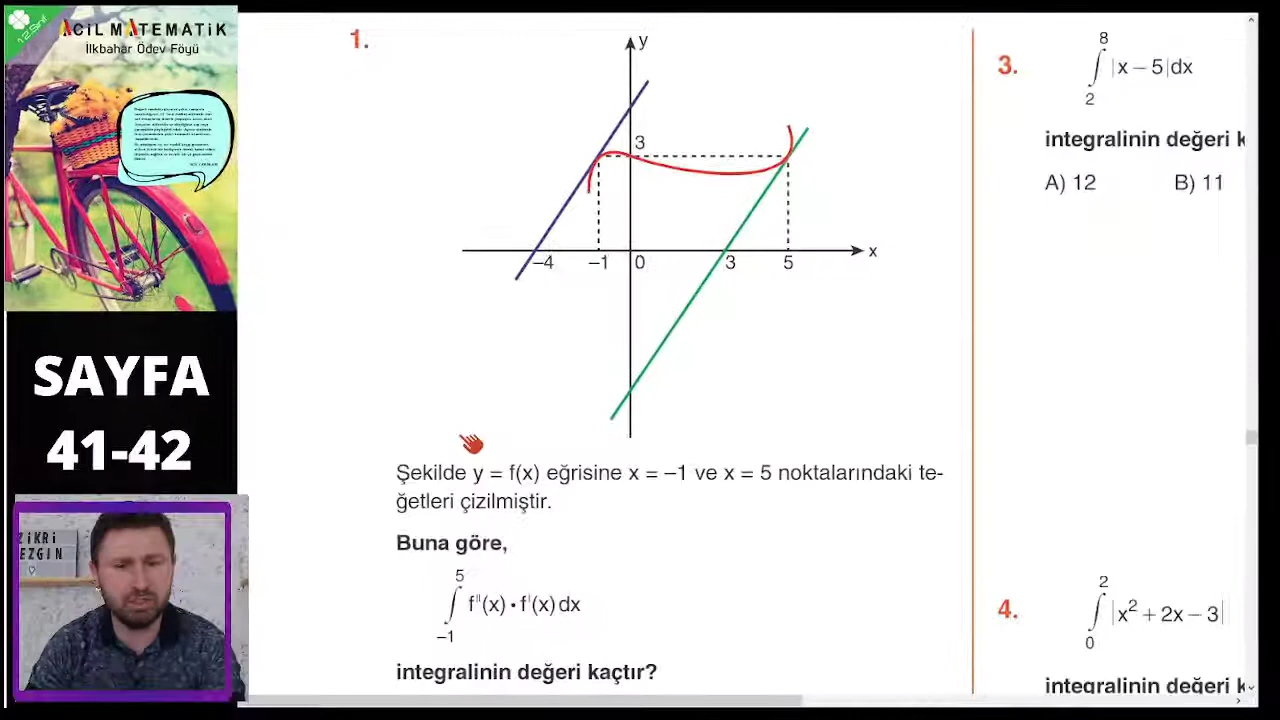 12.Sınıf
ACİL MATEMATİK
İlkbahar Ödev Föyü
SAYFA
41-42
ZİKRİ
EZGİN
1.
y
3
–4
–1
0
3
5
x
Şekilde y = f(x) eğrisine x = –1 ve x = 5 noktalarındaki te-
ğetleri çizilmiştir.
Buna göre,
5
∫ f''(x) • f'(x) dx
–1
integralinin değeri kaçtır?
3.
8
∫ |x – 5|dx
2
integralinin değeri k
A) 12 B) 11
4.
2
∫ |x² + 2x – 3|
0
integralinin değeri k